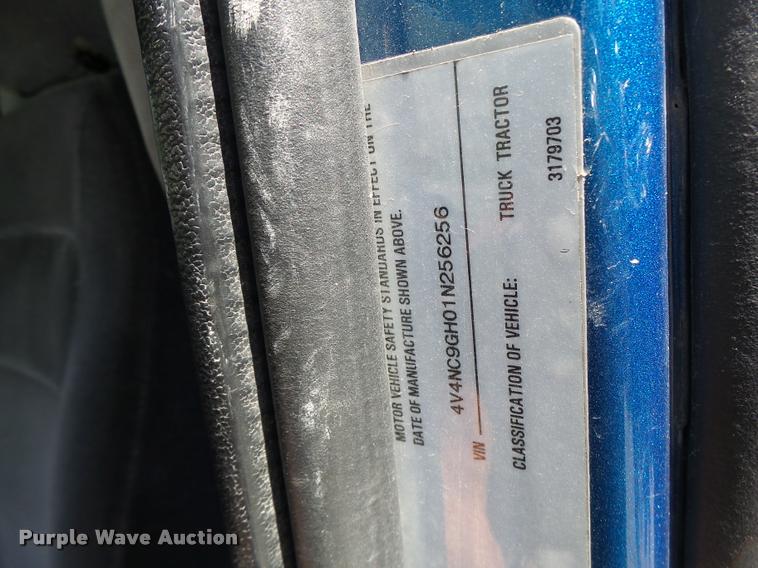 MOTOR VEHICLE SAFETY STANDARDS IN EFFECT ON THE
DATE OF MANUFACTURE SHOWN ABOVE.
VIN 4V4NC9GH01N256256
CLASSIFICATION OF VEHICLE: TRUCK TRACTOR
3179703
Purple Wave Auction